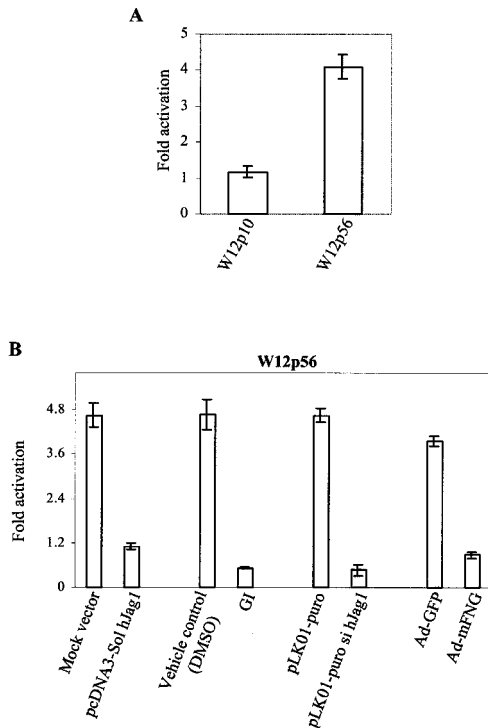 A
Fold activation
5
4
3
2
1
0
W12p10
W12p56
B
W12p56
Fold activation
4.8
3.6
2.4
1.2
0
Mock vector
pcDNA3-Sol hJag1
Vehicle control
(DMSO)
GI
pLK01-puro
pLK01-puro si hJag1
Ad-GFP
Ad-mFNG